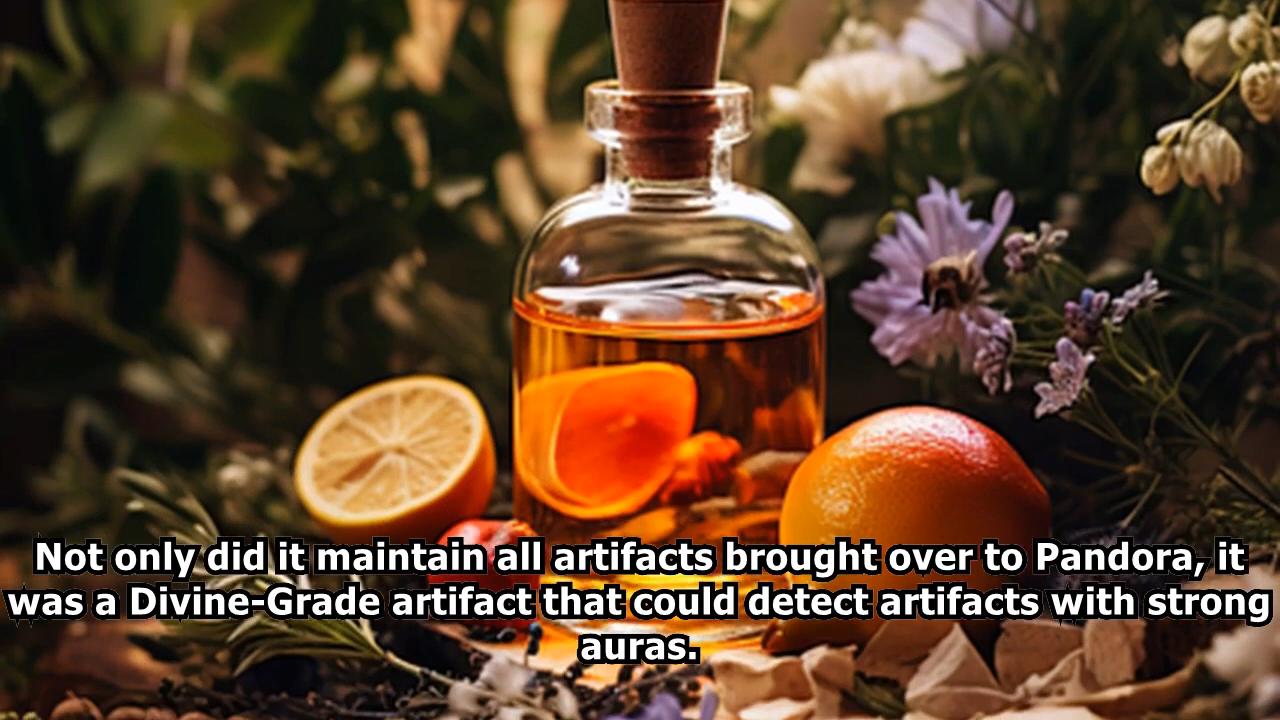 Not only did it maintain all artifacts brought over to Pandora, it
was a Divine-Grade artifact that could detect artifacts with strong
auras.